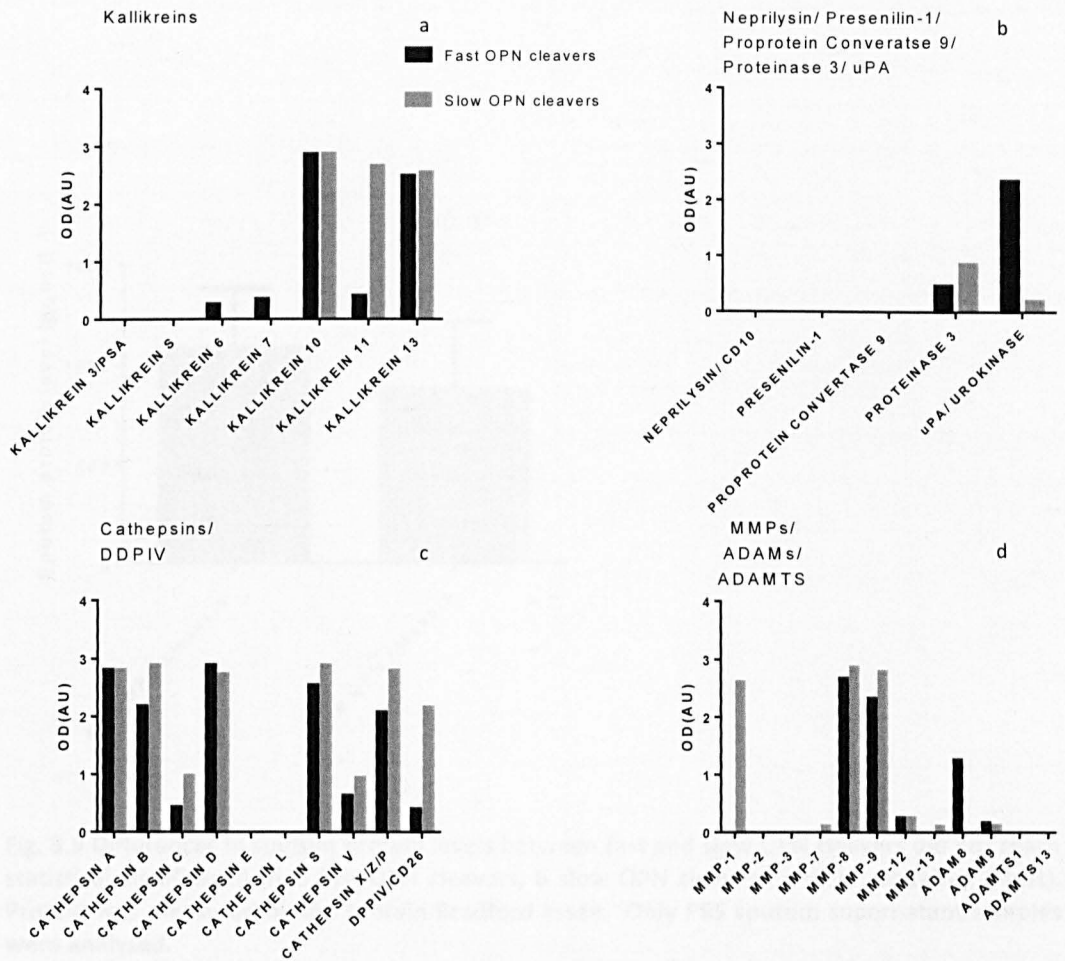 Kallikreins
a
Fast OPN cleavers
Slow OPN cleavers
4
3
2
1
0
OD(AU)
KALLIKREIN 3/PSA
KALLIKREIN 5
KALLIKREIN 6
KALLIKREIN 7
KALLIKREIN 10
KALLIKREIN 11
KALLIKREIN 13
Neprilysin/ Presenilin-1/
Proprotein Converatse 9/
Proteinase 3/ uPA
b
4
3
2
1
0
OD(AU)
NEPRILYSIN/CD10
PRESENILIN-1
PROPROTEIN CONVERTASE 9
PROTEINASE 3
uPA/UROKINASE
Cathepsins/
DDPIV
c
4
3
2
1
0
OD(AU)
CATHEPSIN A
CATHEPSIN B
CATHEPSIN C
CATHEPSIN D
CATHEPSIN E
CATHEPSIN L
CATHEPSIN S
CATHEPSIN V
CATHEPSIN X/Z/P
DPPIV/CD26
MMPs/
ADAMs/
ADAMTS
d
4
3
2
1
0
OD(AU)
MMP-1
MMP-2
MMP-3
MMP-7
MMP-8
MMP-9
MMP12
MMP13
ADAM8
ADAM9
ADAMTS1
ADAMTS13